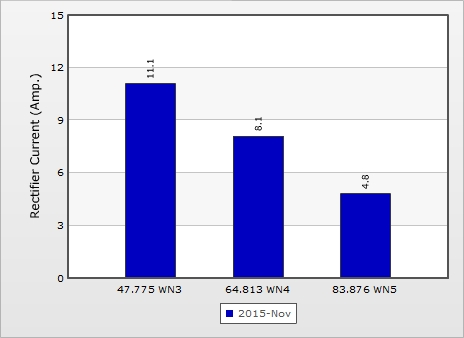 15
12
9
6
3
0
Rectifier Current (Amp.)
11.1
8.1
4.8
47.775 WN3
64.813 WN4
83.876 WN5
2015-Nov